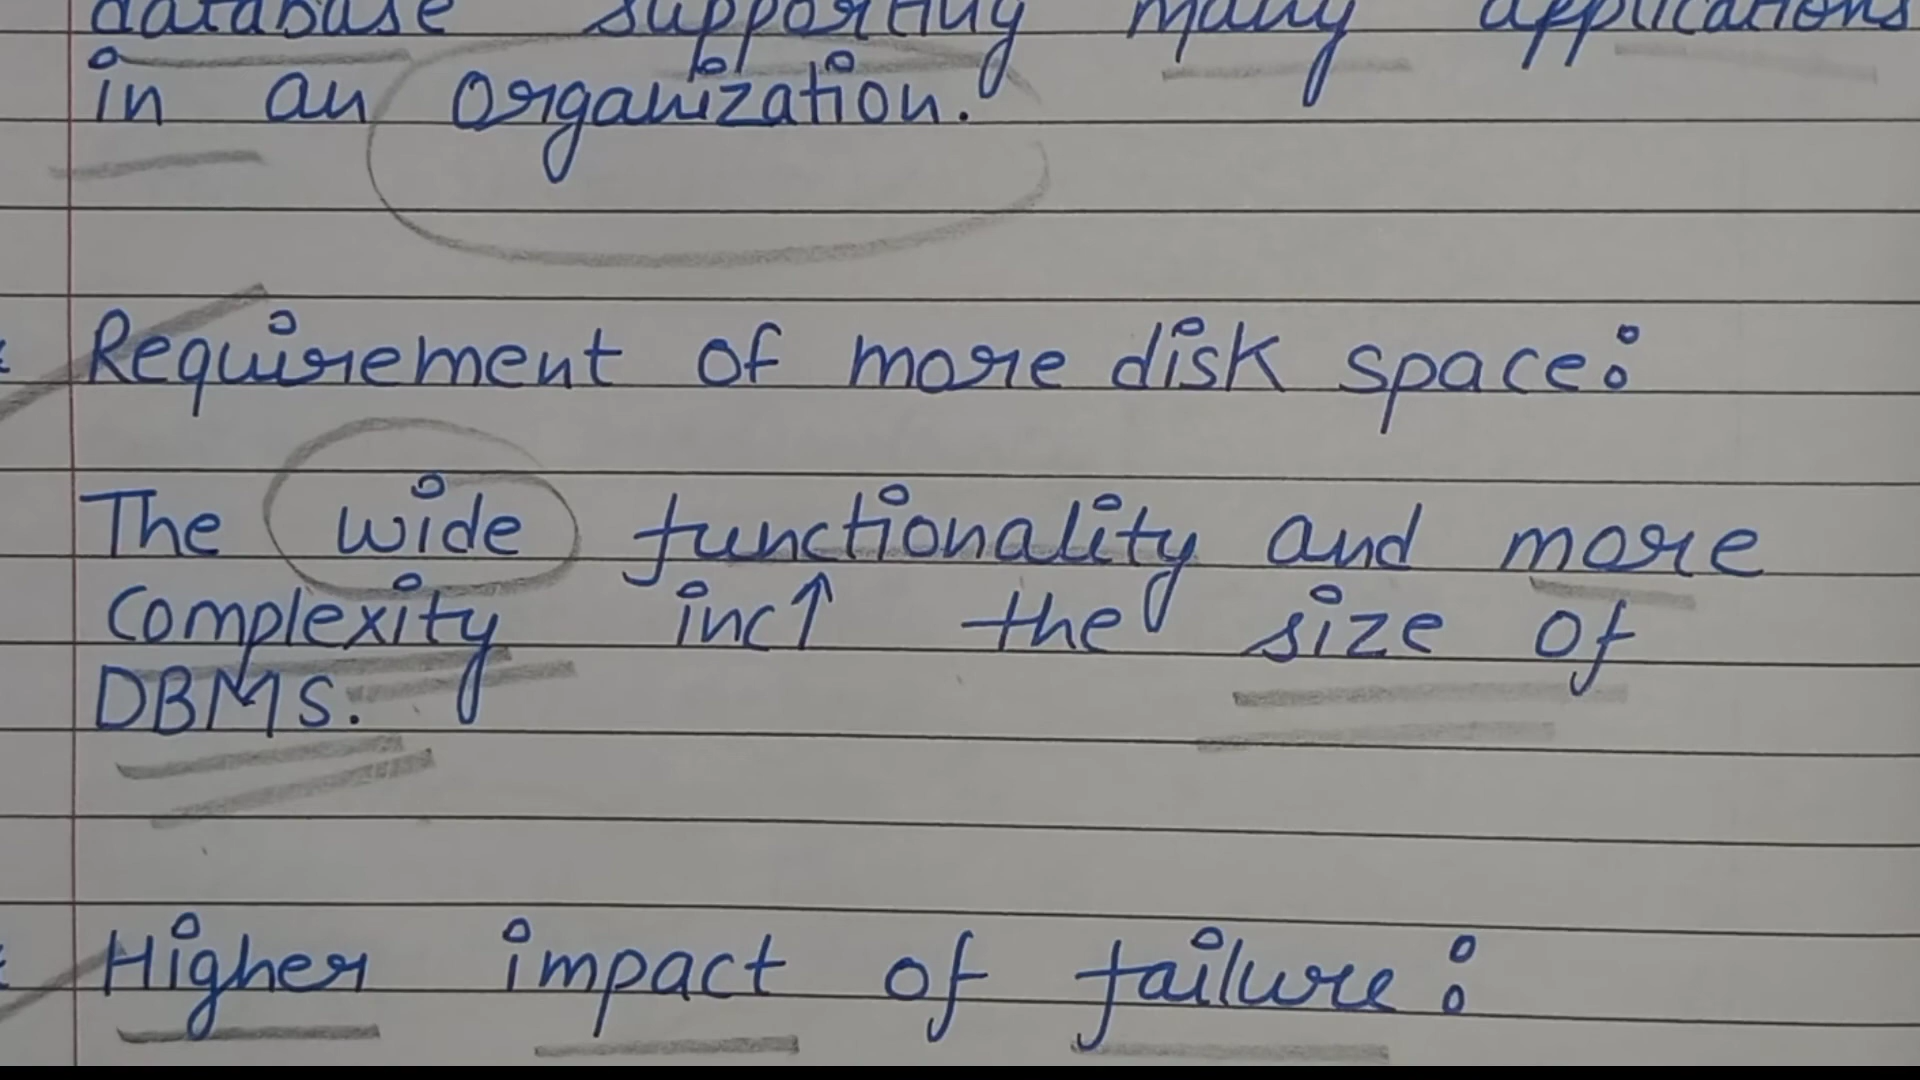 database supporting many applications
in an organization.
Requirement of more disk space:
The wide functionality and more
complexity inc↑ the size of
DBMS.
Higher impact of failure: